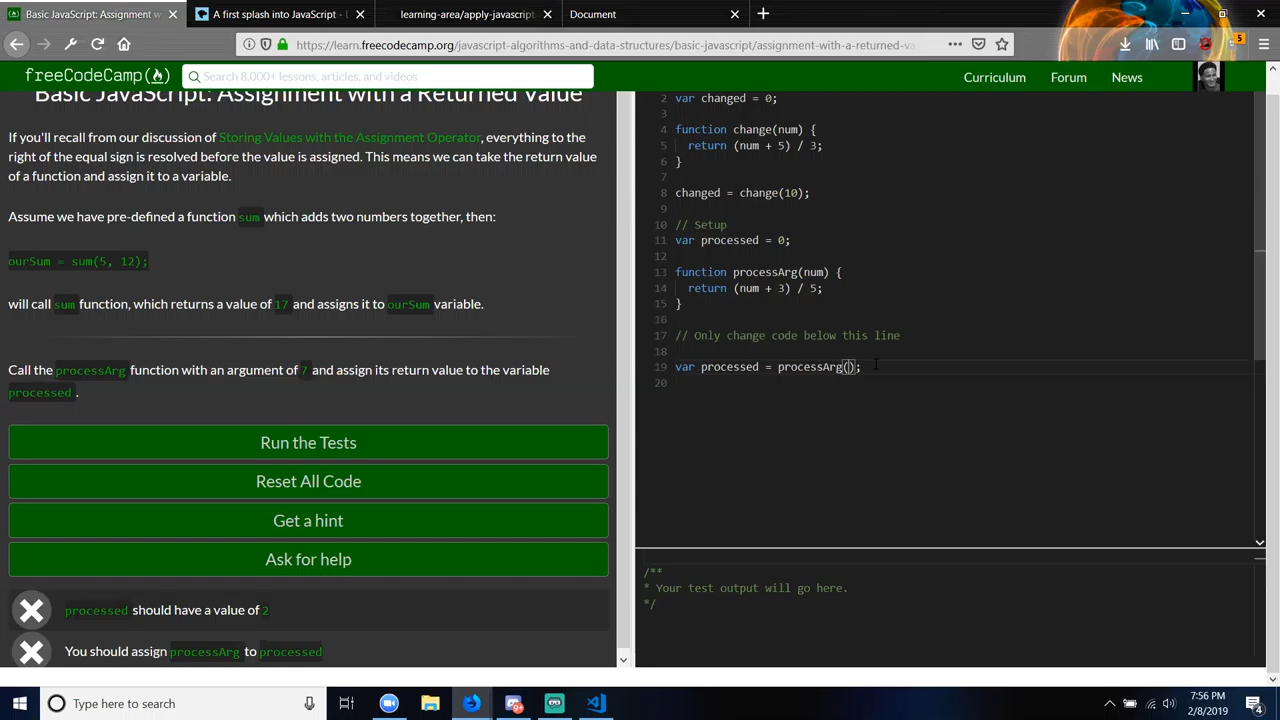 Basic JavaScript: Assignment w
A first splash into JavaScript -
learning-area/apply-javascript
Document
https://learn.freecodecamp.org/javascript-algorithms-and-data-structures/basic-javascript/assignment-with-a-returned-va
5
freeCodeCamp
Search 8,000+ lessons, articles, and videos
Curriculum
Forum
News
Basic JavaScript: Assignment with a Returned Value
If you'll recall from our discussion of Storing Values with the Assignment Operator, everything to the
right of the equal sign is resolved before the value is assigned. This means we can take the return value
of a function and assign it to a variable.
Assume we have pre-defined a function sum which adds two numbers together, then:
ourSum = sum(5, 12);
will call sum function, which returns a value of 17 and assigns it to ourSum variable.
Call the processArg function with an argument of 7 and assign its return value to the variable
processed .
Run the Tests
Reset All Code
Get a hint
Ask for help
processed should have a value of 2
You should assign processArg to processed
2 var changed = 0;
3
4 function change(num) {
5 return (num + 5) / 3;
6 }
7
8 changed = change(10);
9
10 // Setup
11 var processed = 0;
12
13 function processArg(num) {
14 return (num + 3) / 5;
15 }
16
17 // Only change code below this line
18
19 var processed = processArg();
20
/**
* Your test output will go here.
*/
Type here to search
7:56 PM
2/8/2019
4